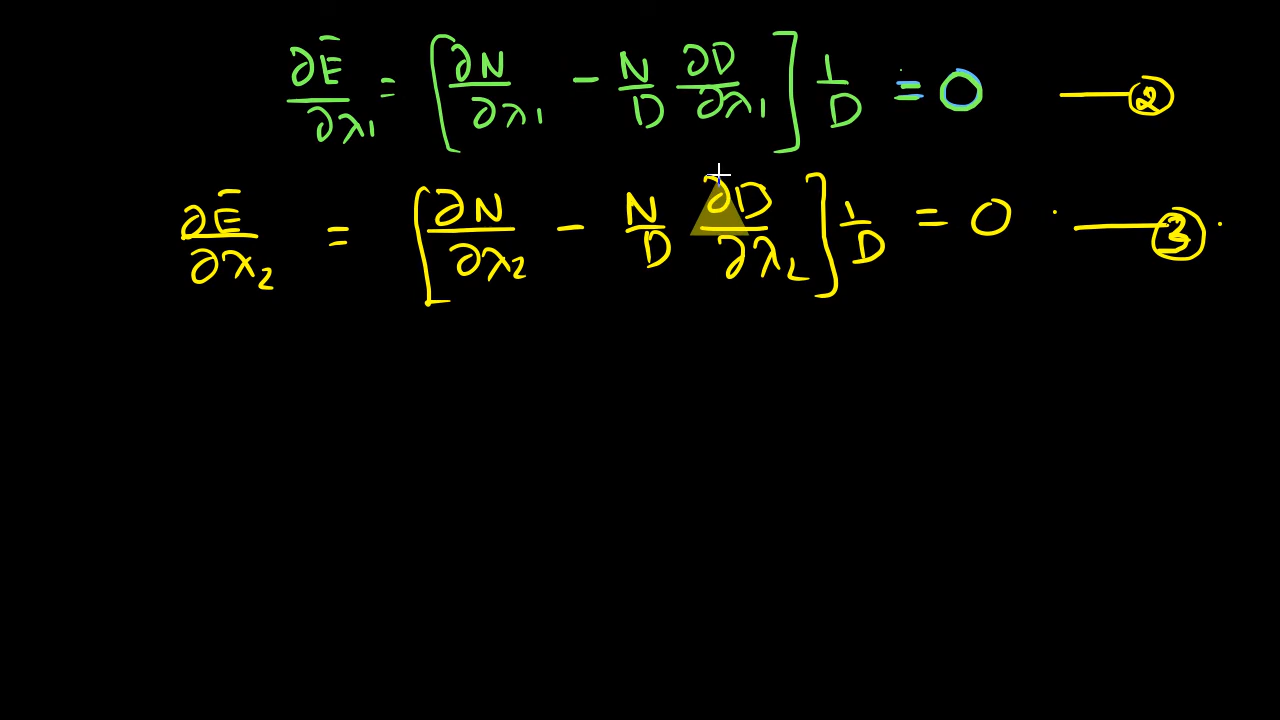 ∂Ē/∂λ₁ = [∂N/∂λ₁ − N/D ∂D/∂λ₁] 1/D = 0 —②
∂Ē/∂λ₂ = [∂N/∂λ₂ − N/D ∂D/∂λ₂] 1/D = 0 —③